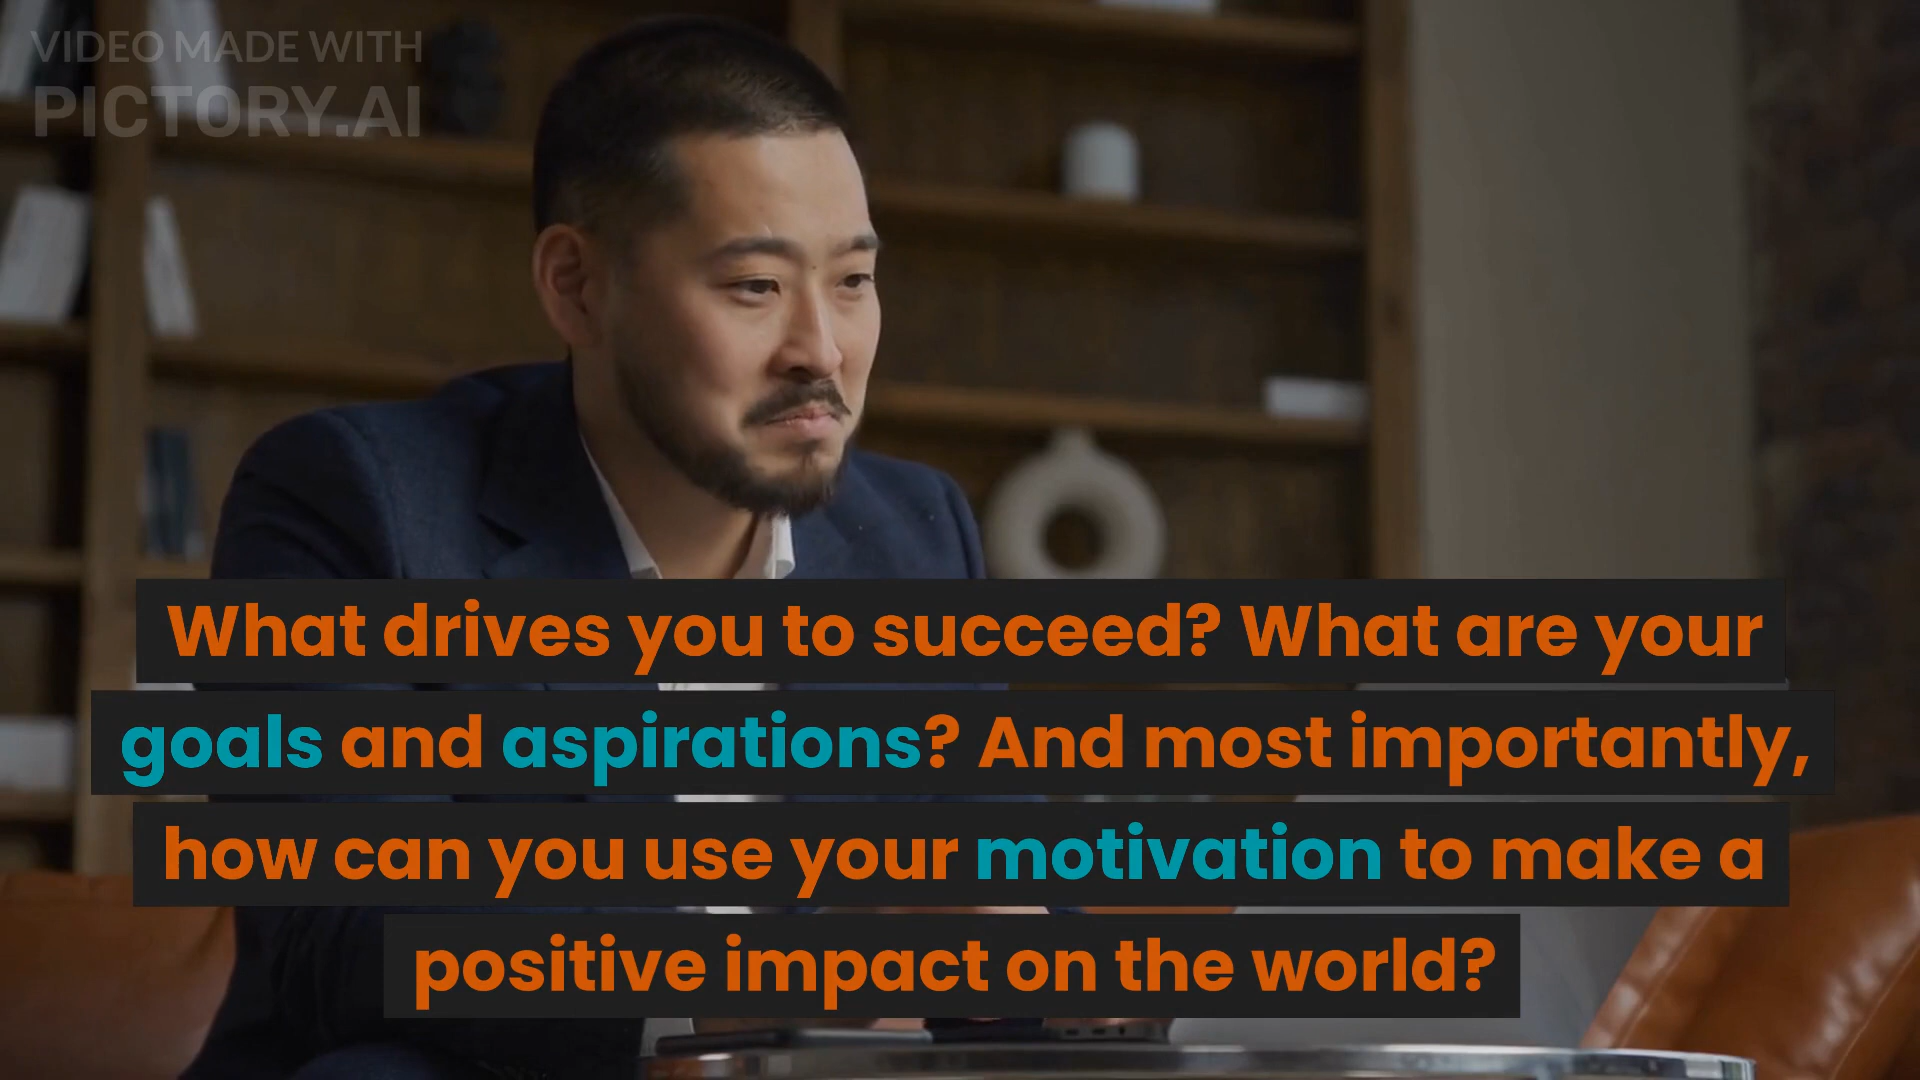 VIDEO MADE WITH
PICTORY.AI
What drives you to succeed? What are your
goals and aspirations? And most importantly,
how can you use your motivation to make a
positive impact on the world?